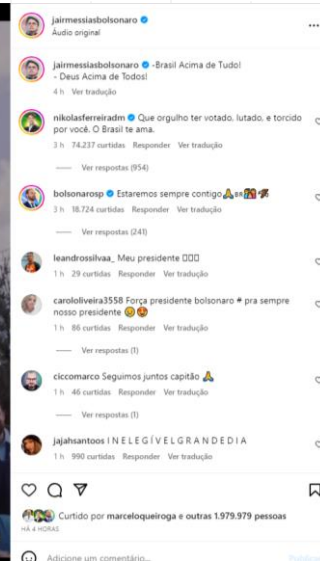 jairmessiasbolsonaro
Áudio original
jairmessiasbolsonaro -Brasil Acima de Tudo!
- Deus Acima de Todos!
4 h Ver tradução
nikolasferreiradm Que orgulho ter votado, lutado, e torcido
por você. O Brasil te ama.
3 h 74.237 curtidas Responder Ver tradução
Ver respostas (954)
bolsonarosp Estaremos sempre contigo🙏🇧🇷
3 h 18.724 curtidas Responder Ver tradução
Ver respostas (241)
leandrossilvaa_ Meu presidente
1 h 29 curtidas Responder Ver tradução
carololiveira3558 Força presidente bolsonaro # pra sempre
nosso presidente
1 h 86 curtidas Responder Ver tradução
Ver respostas (1)
ciccomarco Seguimos juntos capitão 🙏
1 h 46 curtidas Responder Ver tradução
Ver respostas (1)
jajahsantoos I N E L E G Í V E L G R A N D E D I A
1 h 990 curtidas Responder Ver tradução
Curtido por marceloqueiroga e outras 1.979.979 pessoas
HÁ 4 HORAS
Adicione um comentário... Publicar